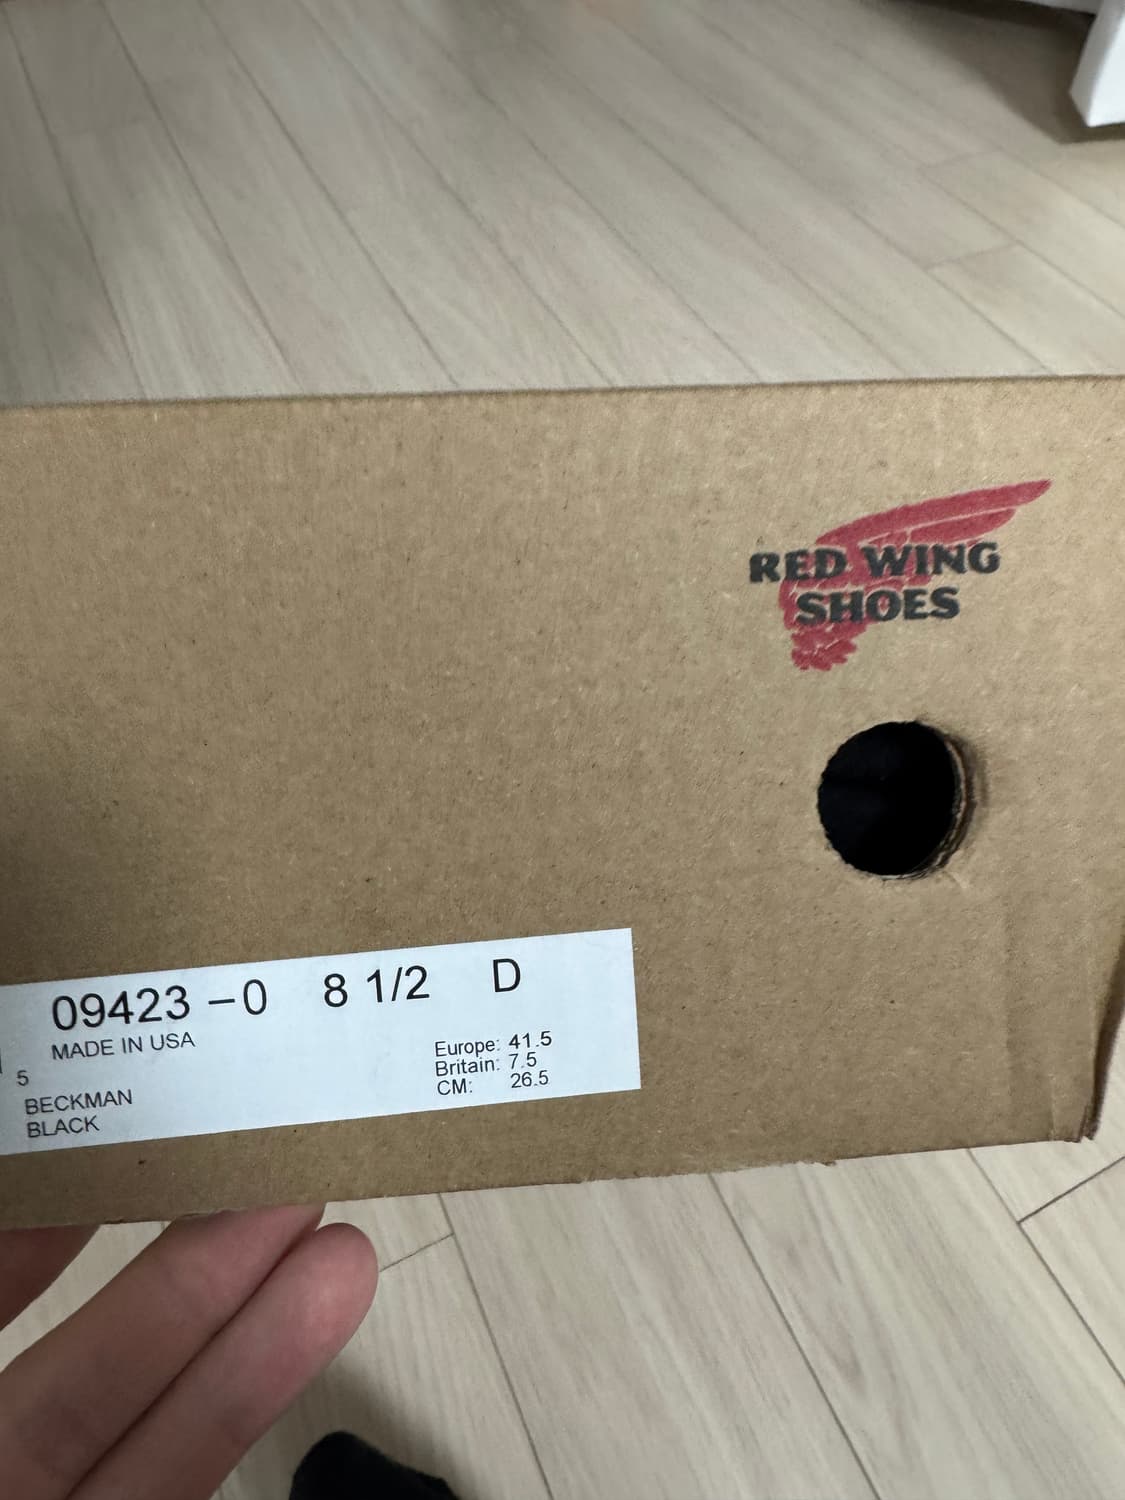 RED WING
SHOES
09423 –0 8 1/2 D
MADE IN USA
5
BECKMAN
BLACK
Europe: 41.5
Britain: 7.5
CM: 26.5